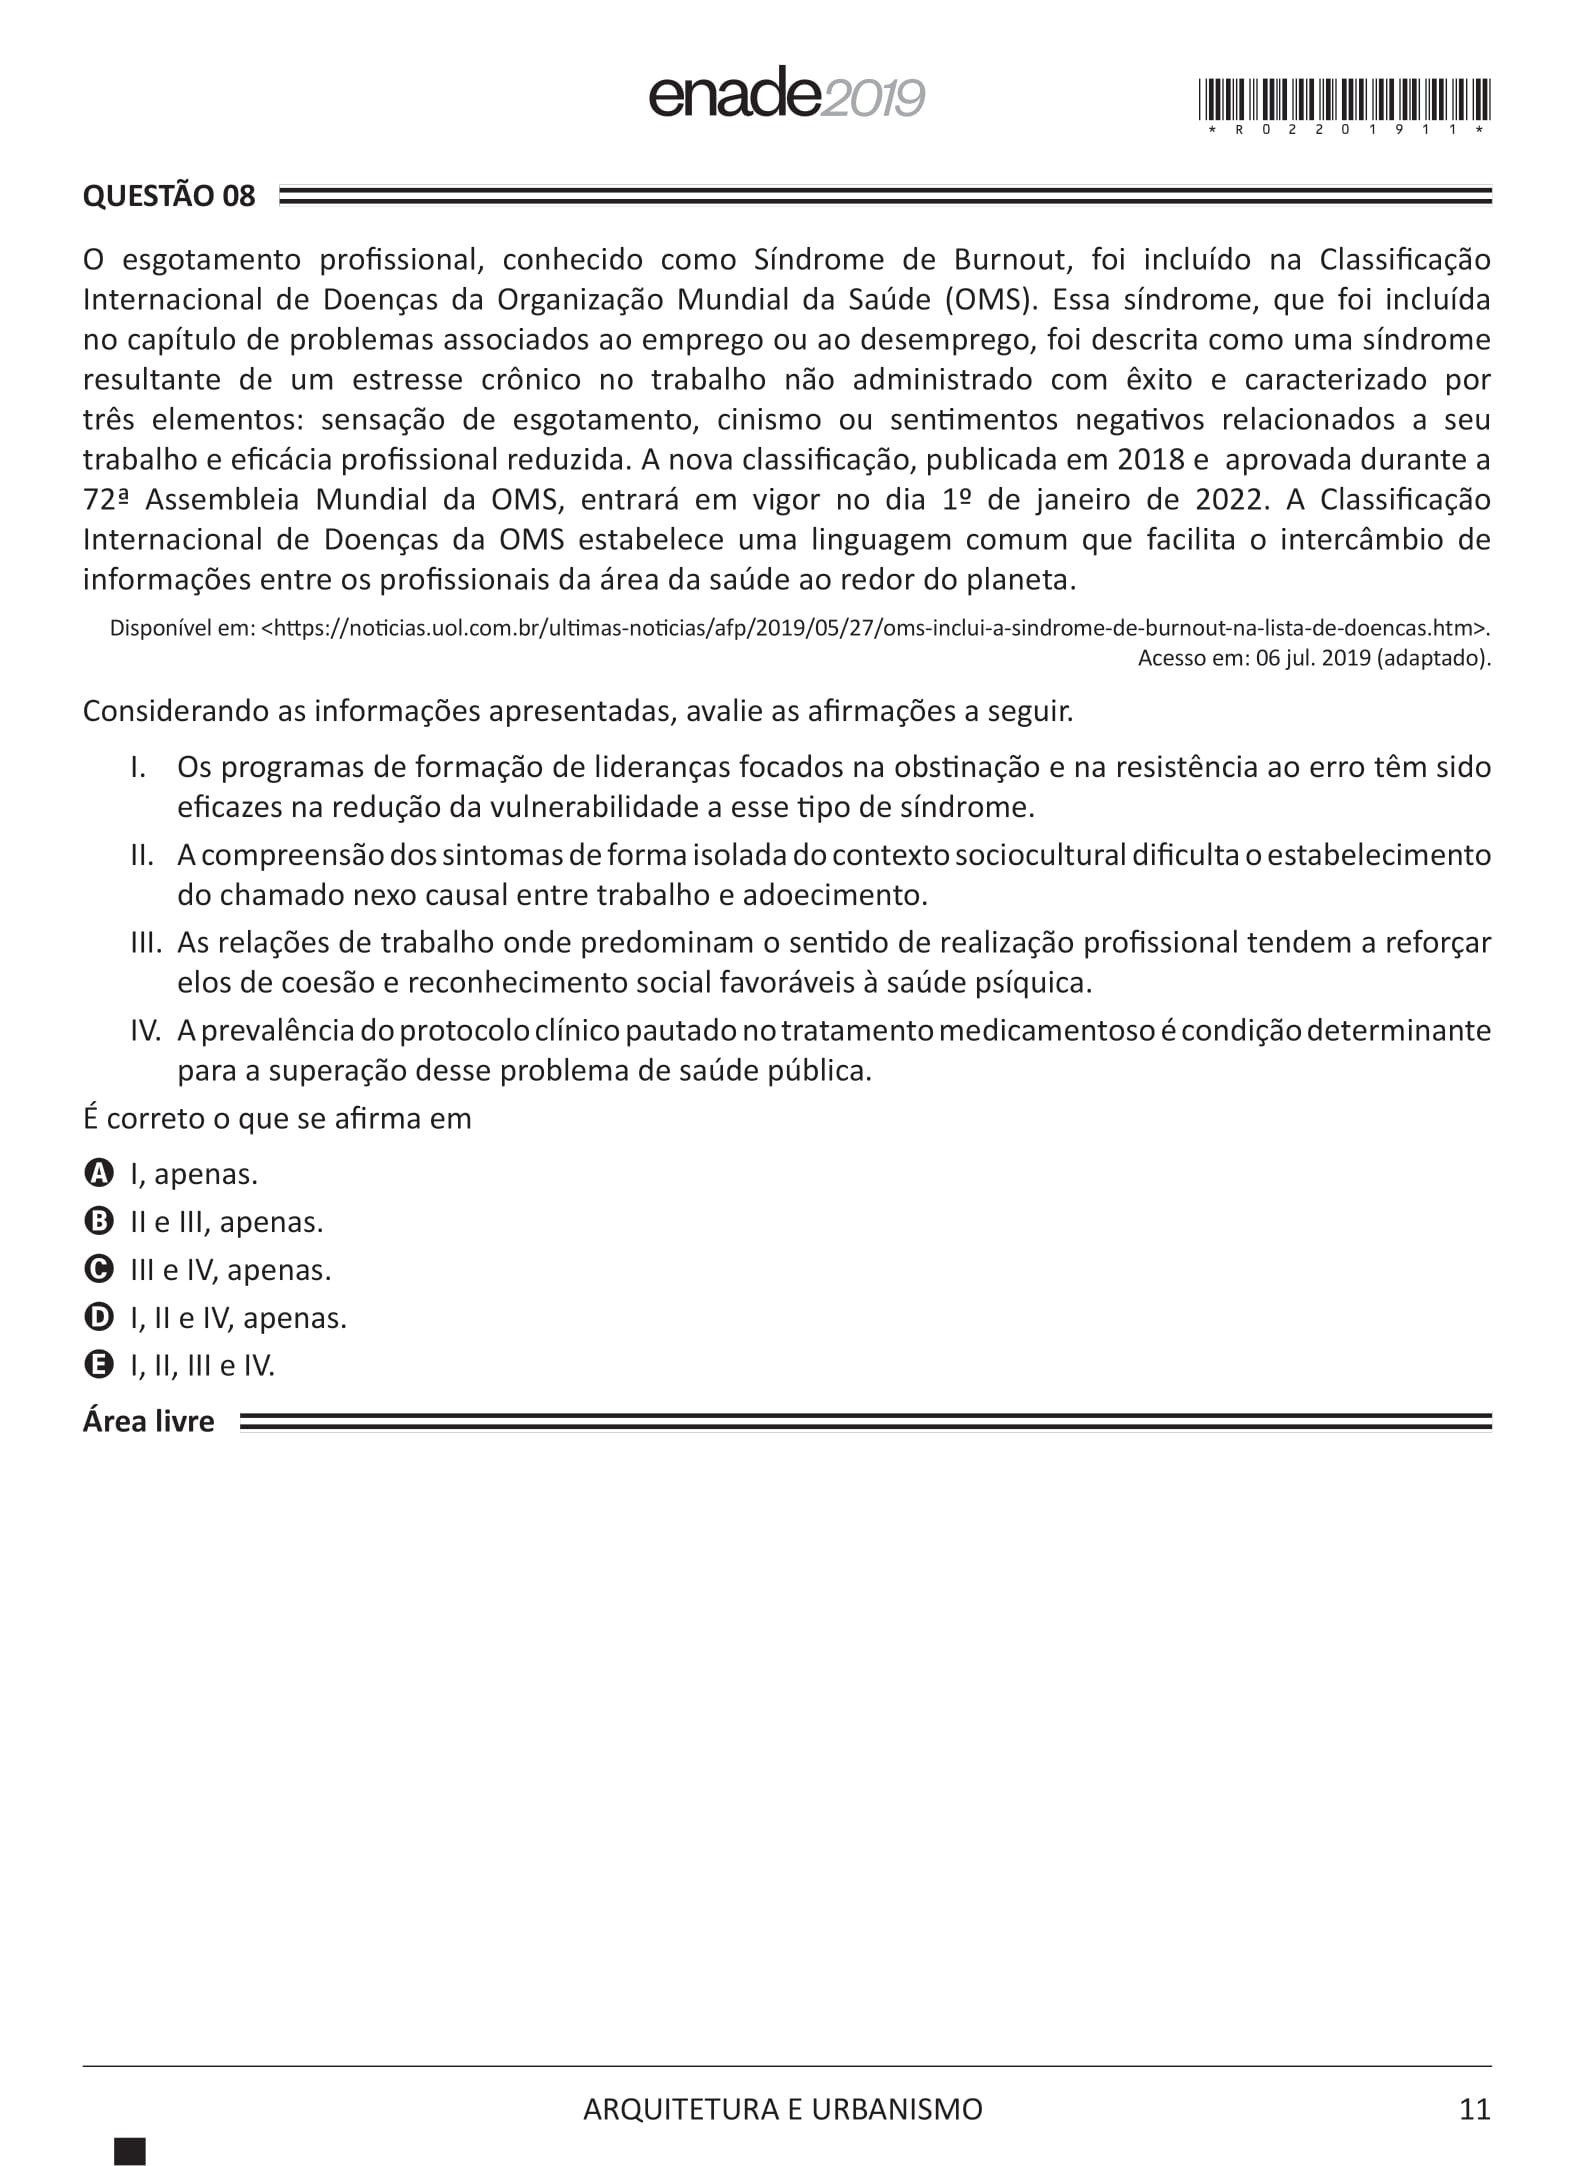 enade2019
*R02201911*
QUESTÃO 08
O esgotamento profissional, conhecido como Síndrome de Burnout, foi incluído na Classificação
Internacional de Doenças da Organização Mundial da Saúde (OMS). Essa síndrome, que foi incluída
no capítulo de problemas associados ao emprego ou ao desemprego, foi descrita como uma síndrome
resultante de um estresse crônico no trabalho não administrado com êxito e caracterizado por
três elementos: sensação de esgotamento, cinismo ou sentimentos negativos relacionados a seu
trabalho e eficácia profissional reduzida. A nova classificação, publicada em 2018 e aprovada durante a
72ª Assembleia Mundial da OMS, entrará em vigor no dia 1º de janeiro de 2022. A Classificação
Internacional de Doenças da OMS estabelece uma linguagem comum que facilita o intercâmbio de
informações entre os profissionais da área da saúde ao redor do planeta.
Disponível em: <https://noticias.uol.com.br/ultimas-noticias/afp/2019/05/27/oms-inclui-a-sindrome-de-burnout-na-lista-de-doencas.htm>.
Acesso em: 06 jul. 2019 (adaptado).
Considerando as informações apresentadas, avalie as afirmações a seguir.
I. Os programas de formação de lideranças focados na obstinação e na resistência ao erro têm sido
eficazes na redução da vulnerabilidade a esse tipo de síndrome.
II. A compreensão dos sintomas de forma isolada do contexto sociocultural dificulta o estabelecimento
do chamado nexo causal entre trabalho e adoecimento.
III. As relações de trabalho onde predominam o sentido de realização profissional tendem a reforçar
elos de coesão e reconhecimento social favoráveis à saúde psíquica.
IV. A prevalência do protocolo clínico pautado no tratamento medicamentoso é condição determinante
para a superação desse problema de saúde pública.
É correto o que se afirma em
A I, apenas.
B II e III, apenas.
C III e IV, apenas.
D I, II e IV, apenas.
E I, II, III e IV.
Área livre
ARQUITETURA E URBANISMO
11